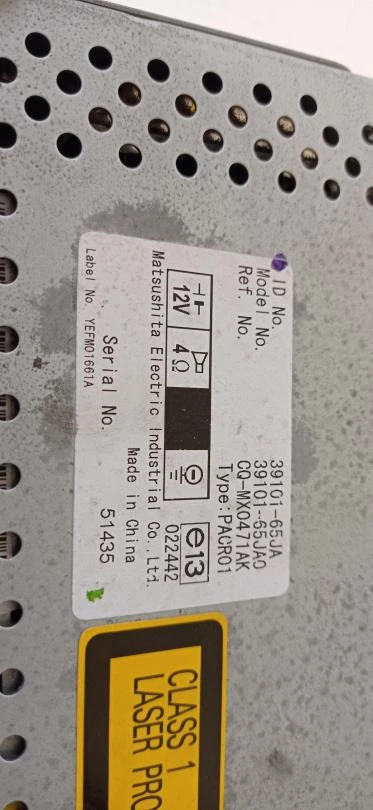 ID No. 39101-65JA
Model No. 39101-65JA0
Ref. No. CQ-MX0471AK
Type:PACR01
12V 4Ω e13
022442
Matsushita Electric Industrial Co.,Ltd.
Made in China
Serial No. 51435
Label No. YEFM01661A
CLASS 1
LASER PRO